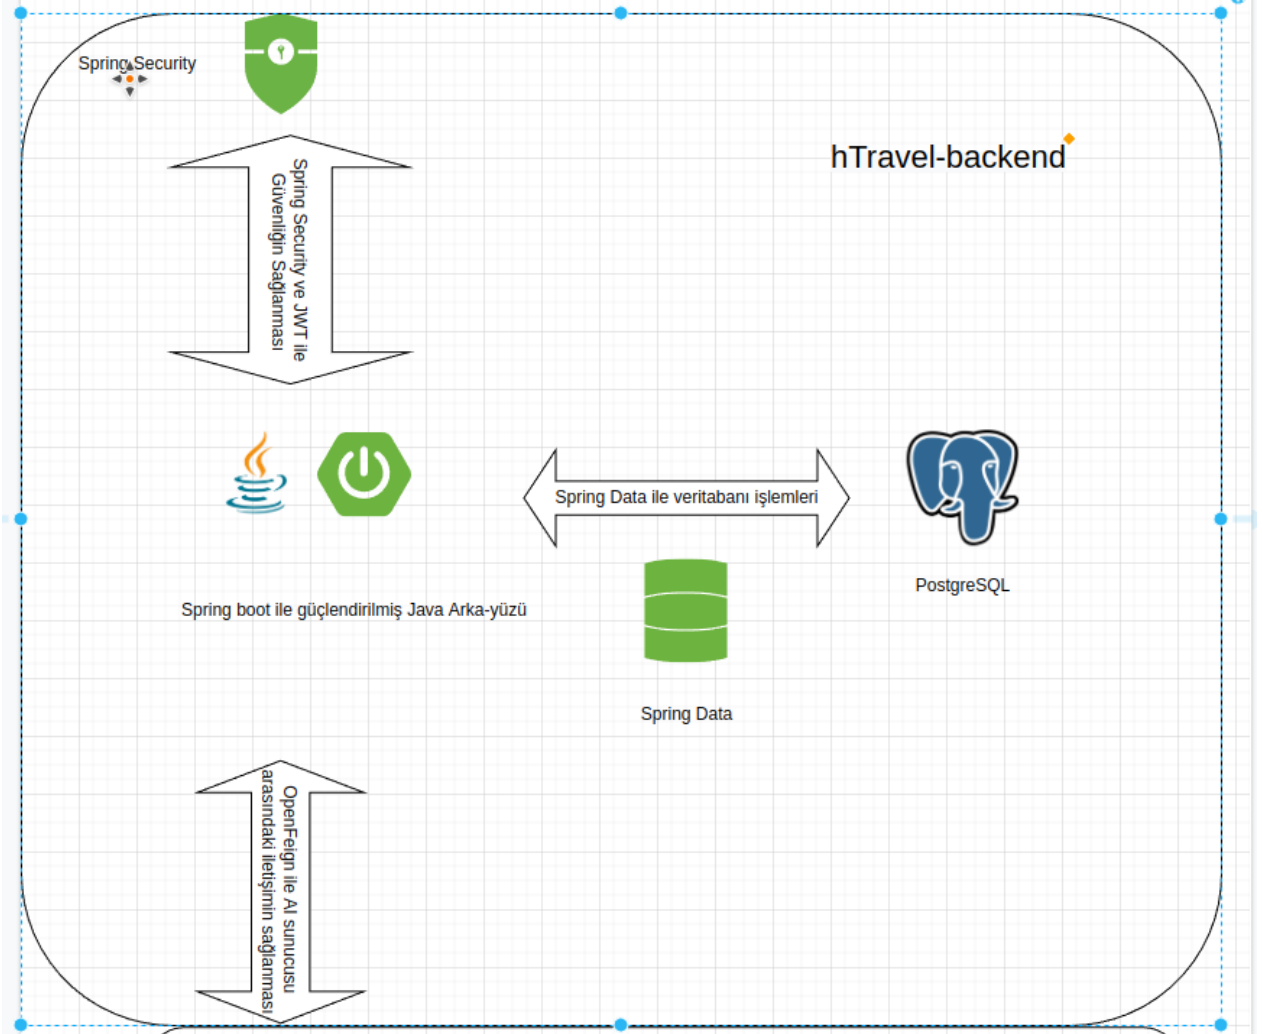 Spring Security
hTravel-backend
Spring Security ve JWT ile
Güvenliğin Sağlanması
Spring Data ile veritabanı işlemleri
PostgreSQL
Spring boot ile güçlendirilmiş Java Arka-yüzü
Spring Data
OpenFeign ile AI sunucusu
arasındaki iletişimin sağlanması